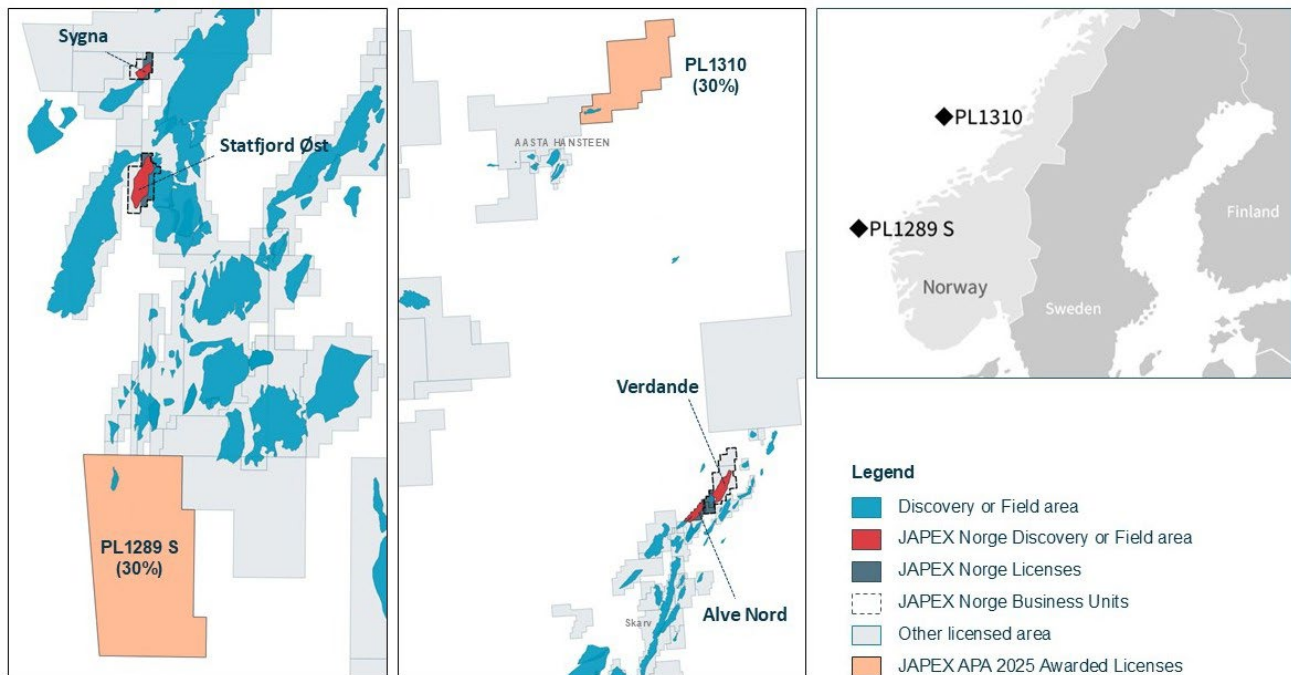 Sygna
Statfjord Øst
PL1289 S
(30%)
PL1310
(30%)
AASTA HANSTEEN
Verdande
Alve Nord
Skarv
PL1310
PL1289 S
Norway
Sweden
Finland
Legend
Discovery or Field area
JAPEX Norge Discovery or Field area
JAPEX Norge Licenses
JAPEX Norge Business Units
Other licensed area
JAPEX APA 2025 Awarded Licenses